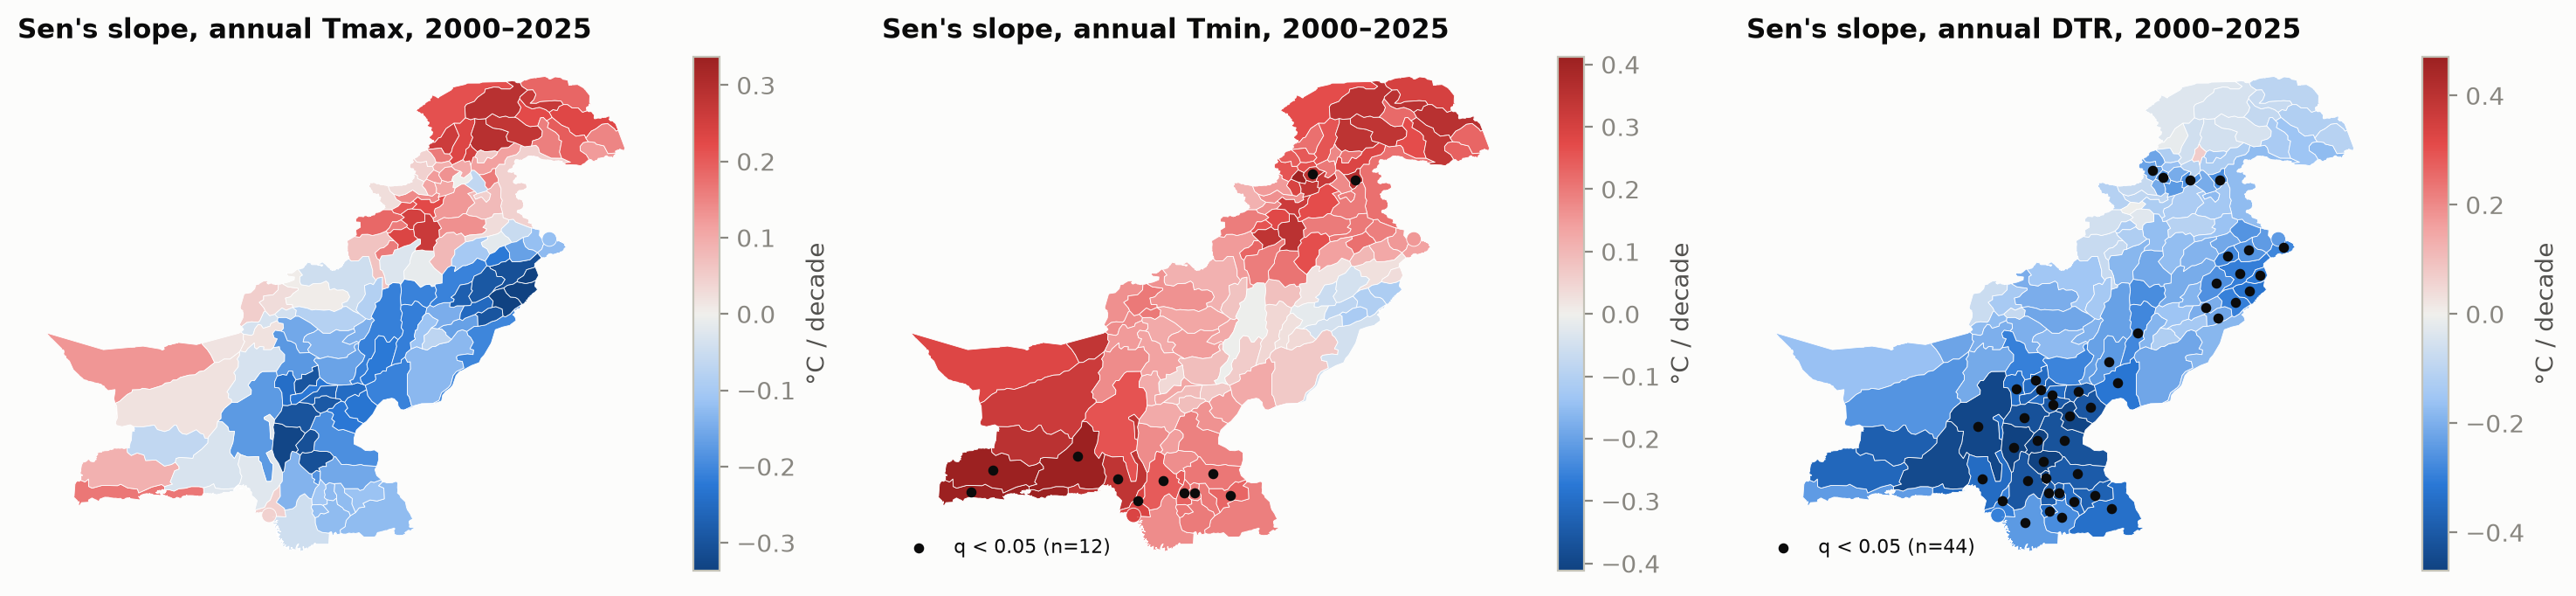 Sen's slope, annual Tmax, 2000–2025
0.3
0.2
0.1
0.0
−0.1
−0.2
−0.3
°C / decade
Sen's slope, annual Tmin, 2000–2025
q < 0.05 (n=12)
0.4
0.3
0.2
0.1
0.0
−0.1
−0.2
−0.3
−0.4
°C / decade
Sen's slope, annual DTR, 2000–2025
q < 0.05 (n=44)
0.4
0.2
0.0
−0.2
−0.4
°C / decade